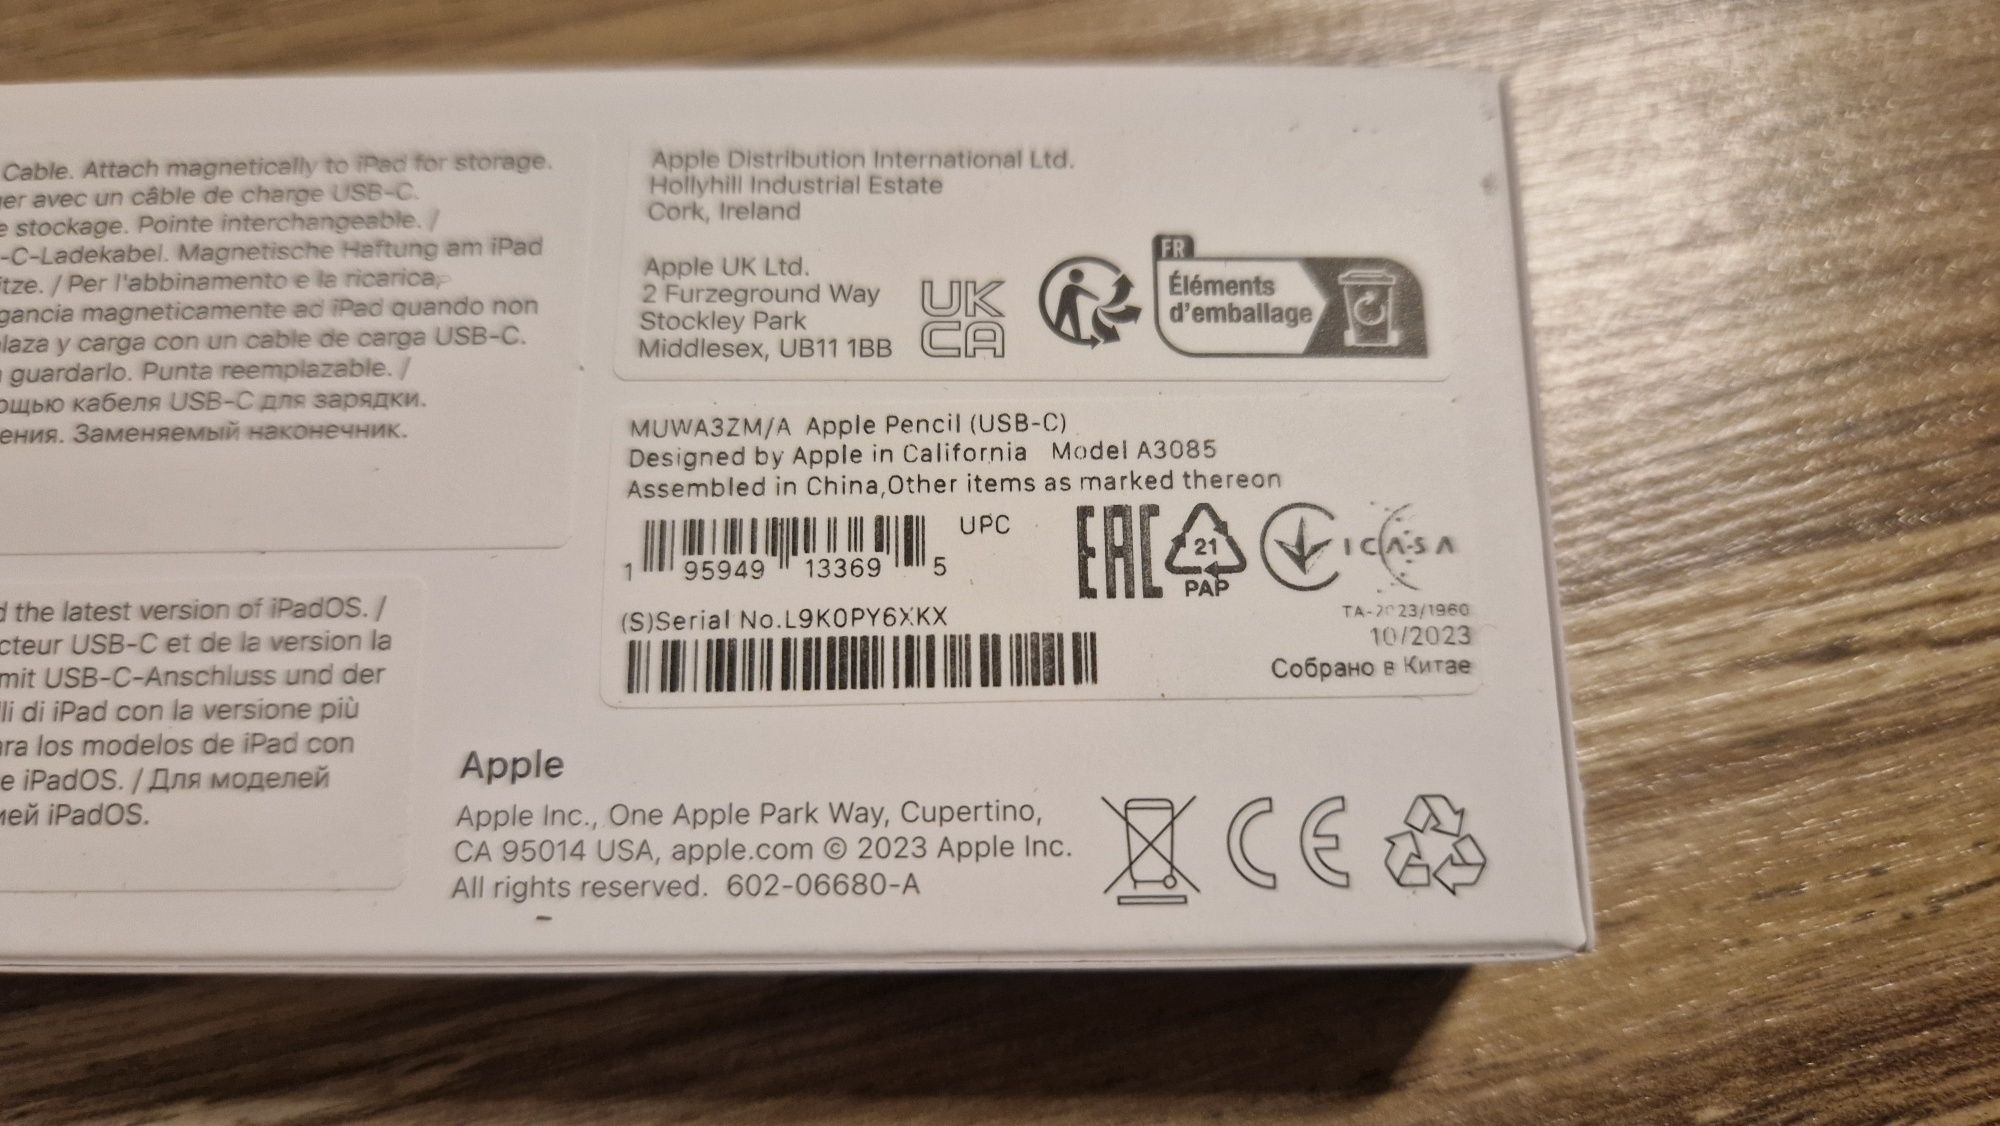 Cable. Attach magnetically to iPad for storage.
er avec un câble de charge USB-C.
e stockage. Pointe interchangeable. /
-C-Ladekabel. Magnetische Haftung am iPad
itze. / Per l'abbinamento e la ricarica,
gancia magneticamente ad iPad quando non
laza y carga con un cable de carga USB-C.
guardarlo. Punta reemplazable. /
ощью кабеля USB-C для зарядки.
ения. Заменяемый наконечник.
d the latest version of iPadOS. /
cteur USB-C et de la version la
mit USB-C-Anschluss und der
lli di iPad con la versione più
ara los modelos de iPad con
e iPadOS. / Для моделей
ией iPadOS.
Apple Distribution International Ltd.
Hollyhill Industrial Estate
Cork, Ireland
Apple UK Ltd.
2 Furzeground Way
Stockley Park
Middlesex, UB11 1BB
UK
CA
FR
Éléments
d'emballage
MUWA3ZM/A Apple Pencil (USB-C)
Designed by Apple in California Model A3085
Assembled in China,Other items as marked thereon
UPC
1 95949 13369 5
EAC
21
PAP
ICASA
TA-2023/1960
10/2023
Собрано в Китае
(S)Serial No.L9K0PY6XKX
Apple
Apple Inc., One Apple Park Way, Cupertino,
CA 95014 USA, apple.com © 2023 Apple Inc.
All rights reserved. 602-06680-A
CE